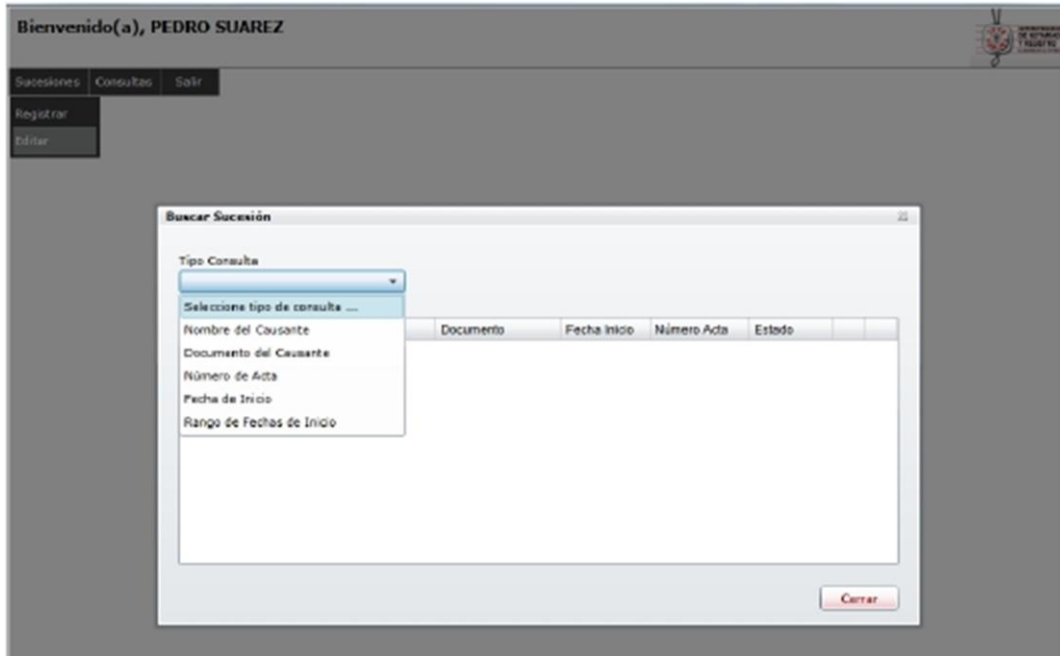 Bienvenido(a), PEDRO SUAREZ
Sucesiones Consultas Salir
Registrar
Editar
Buscar Sucesión
Tipo Consulta
Seleccione tipo de consulta ...
Nombre del Causante
Documento Fecha Inicio Número Acta Estado
Documento del Causante
Número de Acta
Fecha de Inicio
Rango de Fechas de Inicio
Cerrar